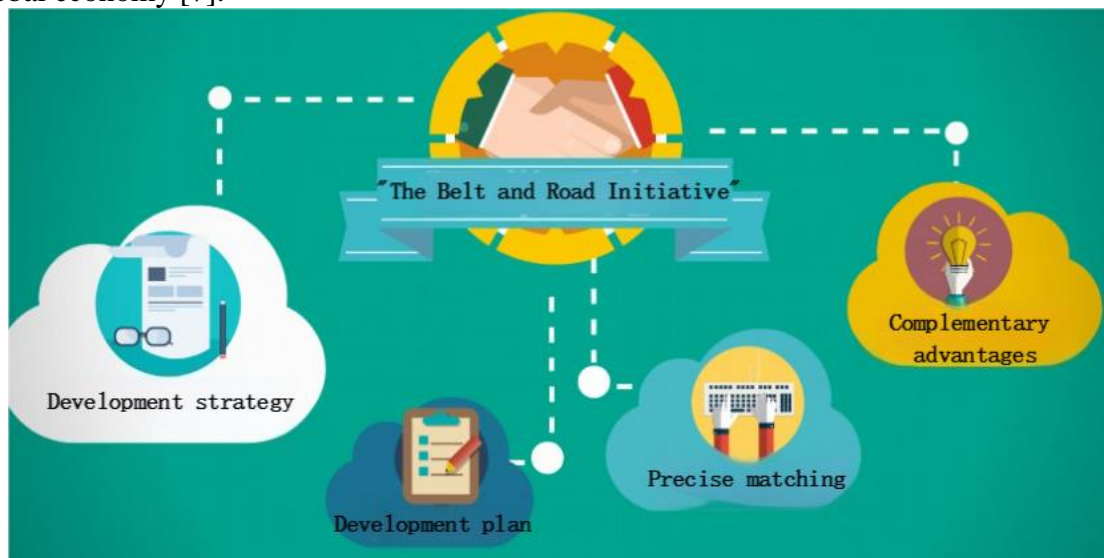 "The Belt and Road Initiative"
Development strategy
Development plan
Precise matching
Complementary
advantages